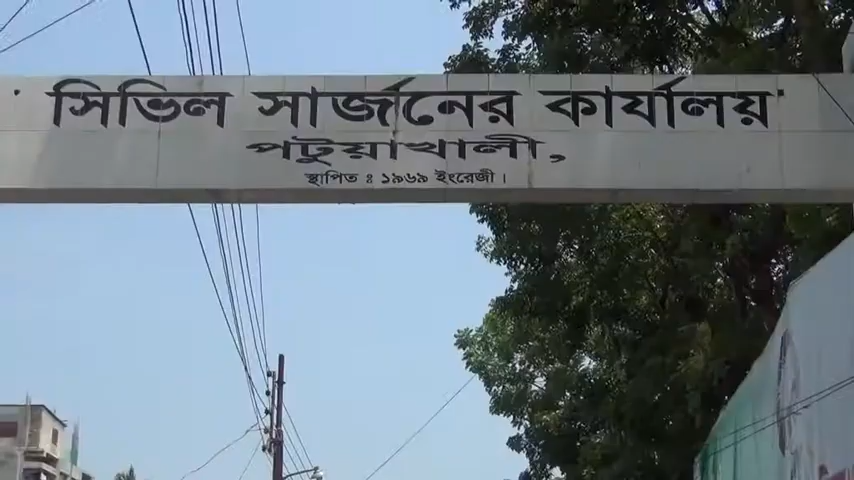 সিভিল সার্জনের কার্যালয়
পটুয়াখালী,
স্থাপিত : ১৯৬৯ ইংরেজী ।